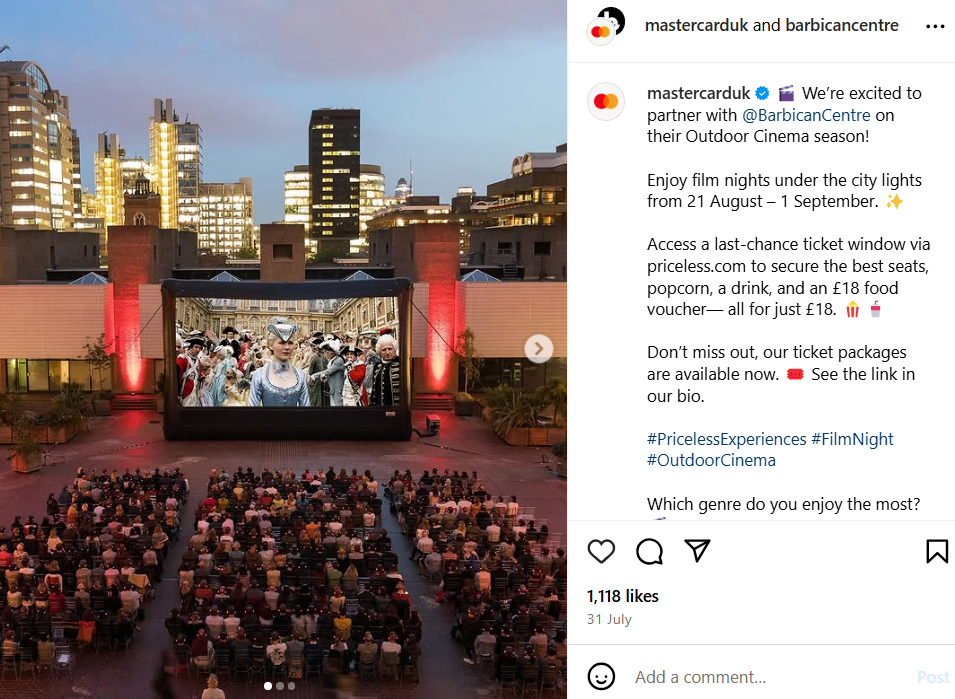 mastercarduk and barbicancentre
mastercarduk We're excited to
partner with @BarbicanCentre on
their Outdoor Cinema season!
Enjoy film nights under the city lights
from 21 August – 1 September. ✨
Access a last-chance ticket window via
priceless.com to secure the best seats,
popcorn, a drink, and an £18 food
voucher— all for just £18. 🍿 🥤
Don't miss out, our ticket packages
are available now. 🎟️ See the link in
our bio.
#PricelessExperiences #FilmNight
#OutdoorCinema
Which genre do you enjoy the most?
1,118 likes
31 July
Add a comment...
Post